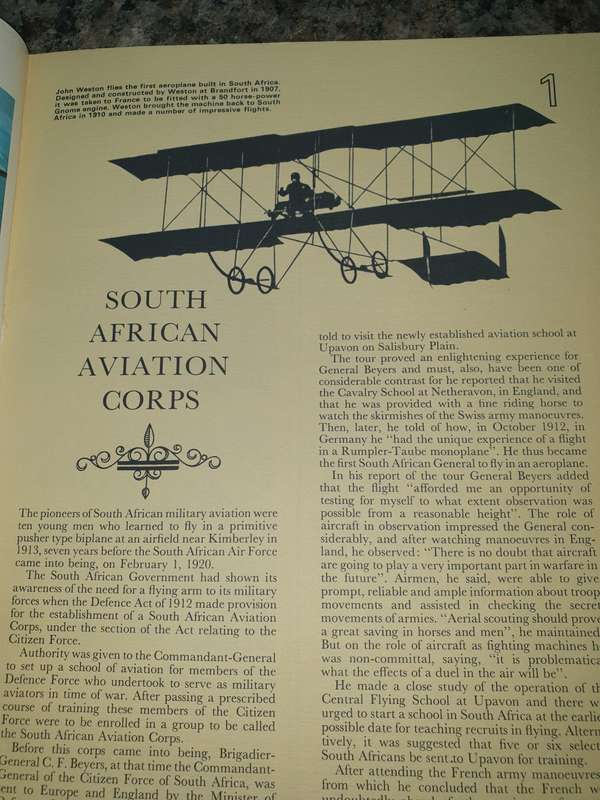 John Weston flies the first aeroplane built in South Africa.
Designed and constructed by Weston at Brandfort in 1907,
it was taken to France to be fitted with a 50 horse-power
Gnome engine. Weston brought the machine back to South
Africa in 1910 and made a number of impressive flights.
1
SOUTH
AFRICAN
AVIATION
CORPS
The pioneers of South African military aviation were
ten young men who learned to fly in a primitive
pusher type biplane at an airfield near Kimberley in
1913, seven years before the South African Air Force
came into being, on February 1, 1920.
The South African Government had shown its
awareness of the need for a flying arm to its military
forces when the Defence Act of 1912 made provision
for the establishment of a South African Aviation
Corps, under the section of the Act relating to the
Citizen Force.
Authority was given to the Commandant-General
to set up a school of aviation for members of the
Defence Force who undertook to serve as military
aviators in time of war. After passing a prescribed
course of training these members of the Citizen
Force were to be enrolled in a group to be called
the South African Aviation Corps.
Before this corps came into being, Brigadier-
General C. F. Beyers, at that time the Commandant-
General of the Citizen Force of South Africa, was
sent to Europe and England by the Minister of
told to visit the newly established aviation school at
Upavon on Salisbury Plain.
The tour proved an enlightening experience for
General Beyers and must, also, have been one of
considerable contrast for he reported that he visited
the Cavalry School at Netheravon, in England, and
that he was provided with a fine riding horse to
watch the skirmishes of the Swiss army manoeuvres.
Then, later, he told of how, in October 1912, in
Germany he "had the unique experience of a flight
in a Rumpler-Taube monoplane". He thus became
the first South African General to fly in an aeroplane.
In his report of the tour General Beyers added
that the flight "afforded me an opportunity of
testing for myself to what extent observation was
possible from a reasonable height". The role of
aircraft in observation impressed the General con-
siderably, and after watching manoeuvres in Eng-
land, he observed: "There is no doubt that aircraft
are going to play a very important part in warfare in
the future". Airmen, he said, were able to give
prompt, reliable and ample information about troop
movements and assisted in checking the secret
movements of armies. "Aerial scouting should prove
a great saving in horses and men", he maintained.
But on the role of aircraft as fighting machines h
was non-committal, saying, "it is problematica
what the effects of a duel in the air will be".
He made a close study of the operation of th
Central Flying School at Upavon and there w
urged to start a school in South Africa at the earlie
possible date for teaching recruits in flying. Altern
tively, it was suggested that five or six select
South Africans be sent to Upavon for training.
After attending the French army manoeuvres
from which he concluded that the French w